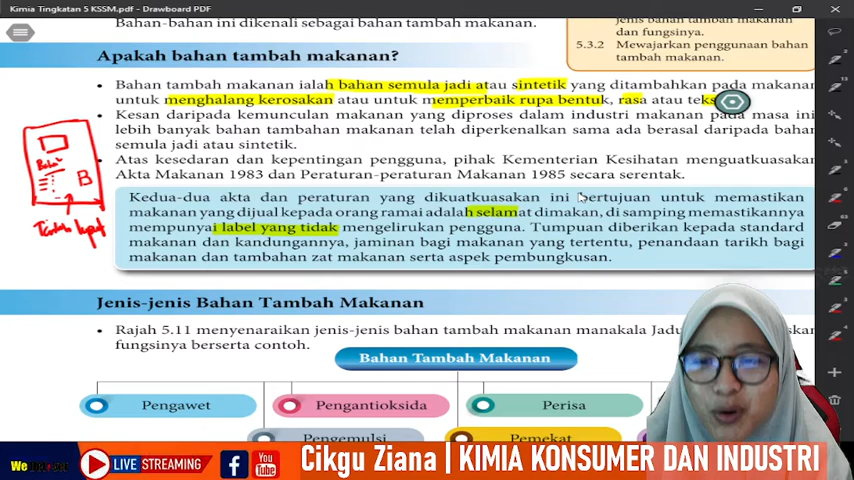 Kimia Tingkatan 5 KSSM.pdf - Drawboard PDF
Bahan-bahan ini dikenali sebagai bahan tambah makanan.
jenis bahan tambah makanan
dan fungsinya.
5.3.2 Mewajarkan penggunaan bahan
tambah makanan.
Apakah bahan tambah makanan?
• Bahan tambah makanan ialah bahan semula jadi atau sintetik yang ditambahkan pada makanan
untuk menghalang kerosakan atau untuk memperbaik rupa bentuk, rasa atau teks
• Kesan daripada kemunculan makanan yang diproses dalam industri makanan pada masa ini
lebih banyak bahan tambahan makanan telah diperkenalkan sama ada berasal daripada bahan
semula jadi atau sintetik.
• Atas kesedaran dan kepentingan pengguna, pihak Kementerian Kesihatan menguatkuasakan
Akta Makanan 1983 dan Peraturan-peraturan Makanan 1985 secara serentak.
B
Tarikh luput
Kedua-dua akta dan peraturan yang dikuatkuasakan ini bertujuan untuk memastikan
makanan yang dijual kepada orang ramai adalah selamat dimakan, di samping memastikannya
mempunyai label yang tidak mengelirukan pengguna. Tumpuan diberikan kepada standard
makanan dan kandungannya, jaminan bagi makanan yang tertentu, penandaan tarikh bagi
makanan dan tambahan zat makanan serta aspek pembungkusan.
Jenis-jenis Bahan Tambah Makanan
• Rajah 5.11 menyenaraikan jenis-jenis bahan tambah makanan manakala Jadu
skan
fungsinya berserta contoh.
Bahan Tambah Makanan
Pengawet
Pengantioksida
Perisa
Pengemulsi
Pemekat
LIVE STREAMING
You
Tube
Cikgu Ziana | KIMIA KONSUMER DAN INDUSTRI